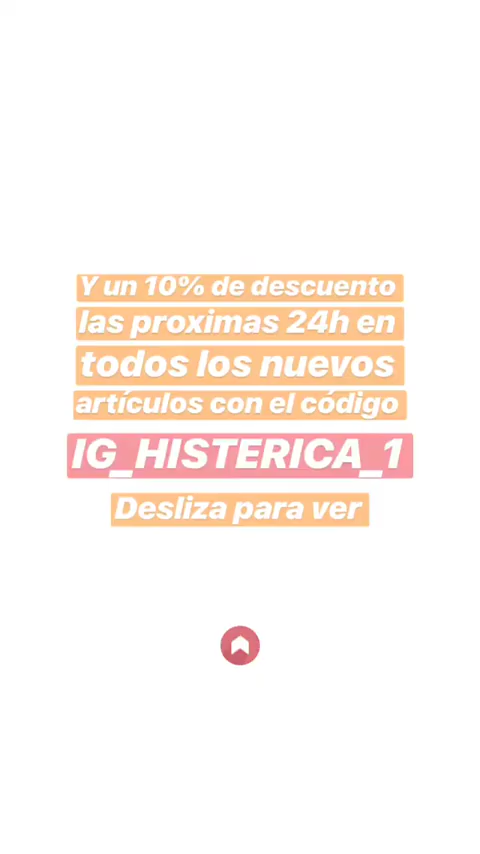 Y un 10% de descuento
las proximas 24h en
todos los nuevos
artículos con el código
IG_HISTERICA_1
Desliza para ver